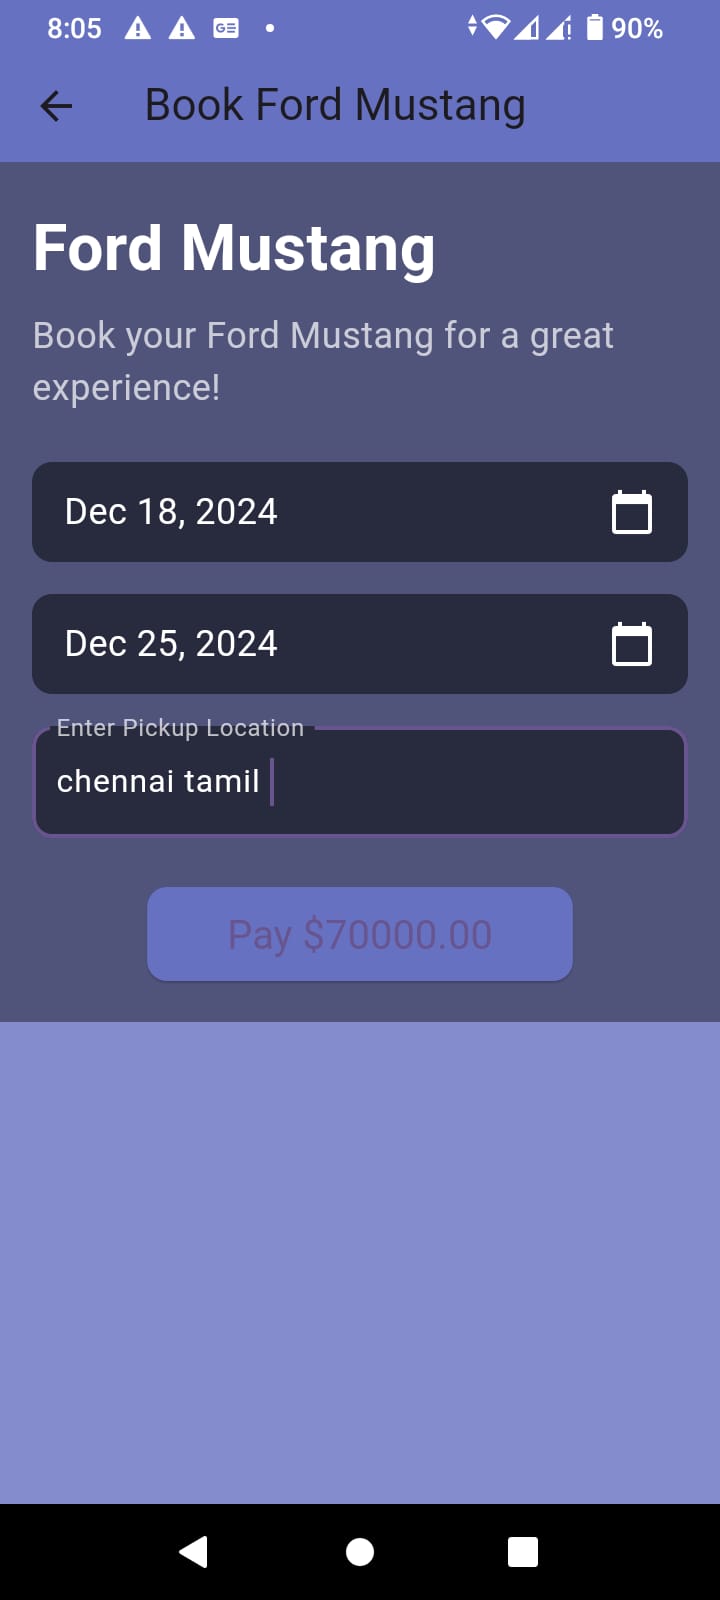 8:05 GE 90%
Book Ford Mustang
Ford Mustang
Book your Ford Mustang for a great
experience!
Dec 18, 2024
Dec 25, 2024
Enter Pickup Location
chennai tamil
Pay $70000.00